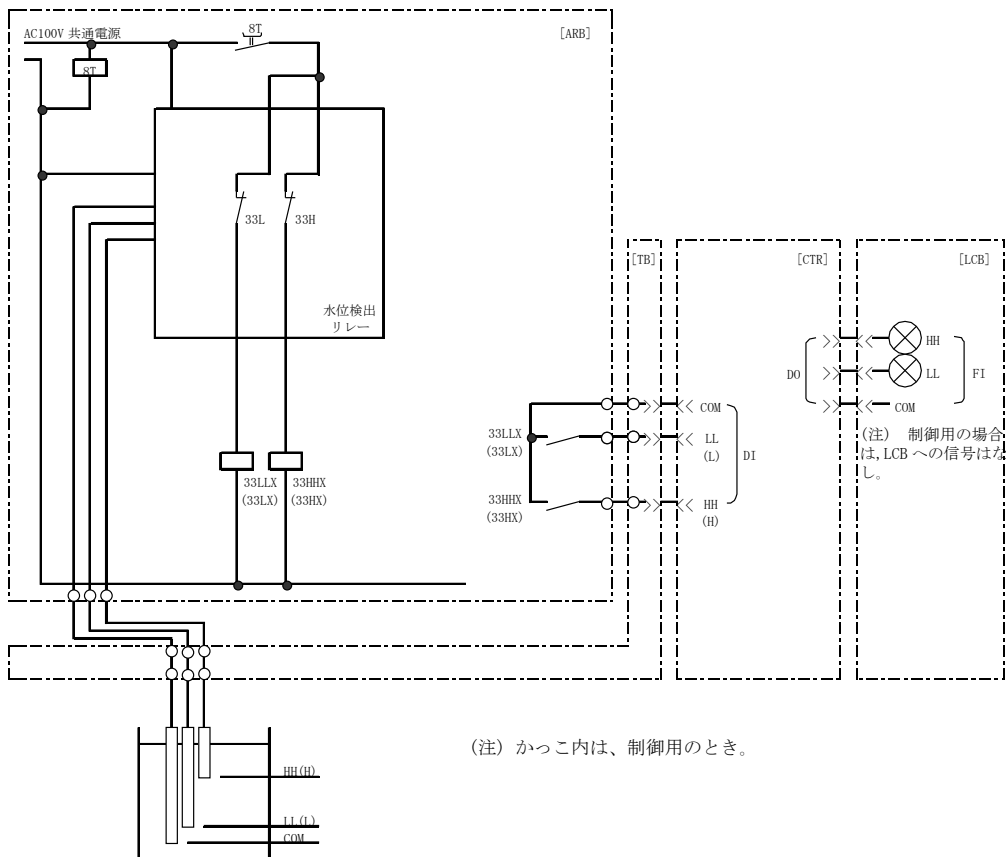 AC100V 共通電源
8T
[ARB]
8T
33L
33H
水位検出
リレー
33LLX
(33LX)
33HHX
(33HX)
33LLX
(33LX)
33HHX
(33HX)
[TB]
COM
LL
(L)
HH
(H)
DI
[CTR]
DO
[LCB]
HH
LL
COM
FI
(注) 制御用の場合
は,LCB への信号はな
し。
HH(H)
LL(L)
COM
(注) かっこ内は、制御用のとき。